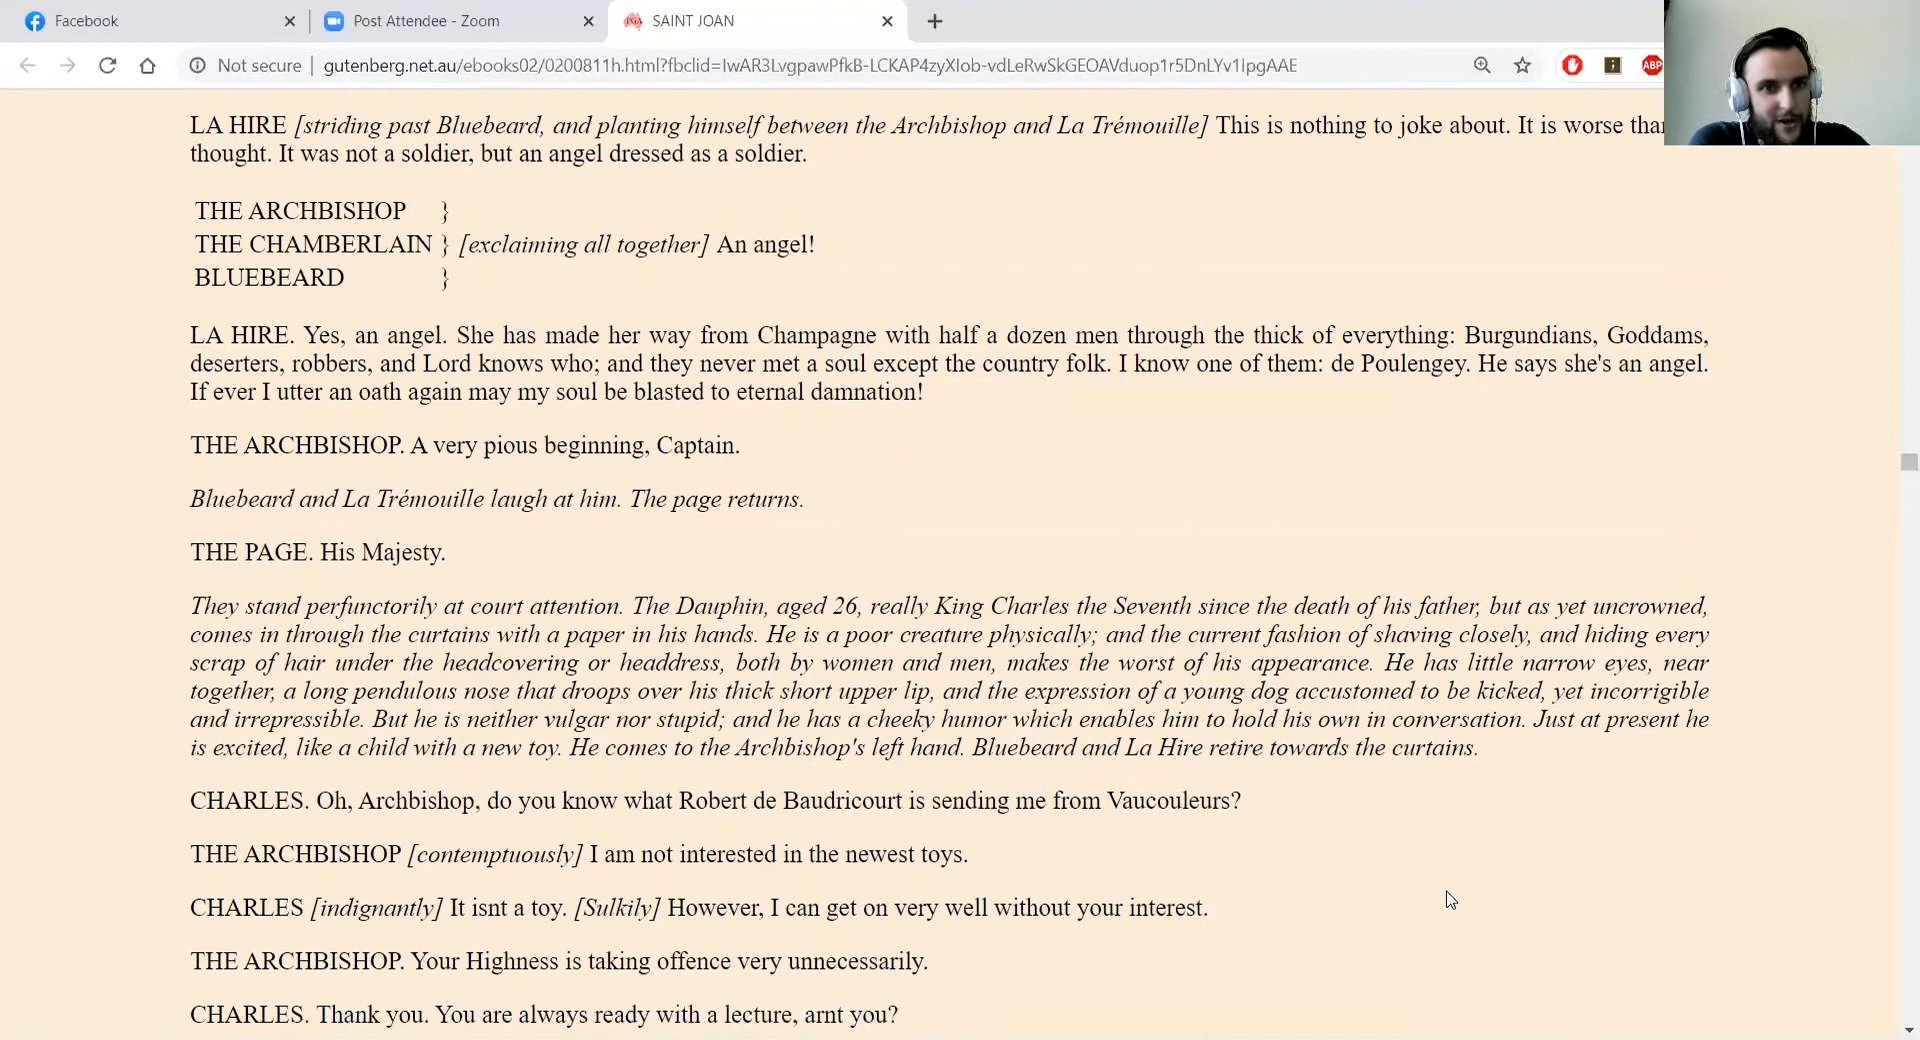 Facebook
Post Attendee - Zoom
SAINT JOAN
Not secure
gutenberg.net.au/ebooks02/0200811h.html?fbclid=IwAR3LvgpawPfkB-LCKAP4zyXIob-vdLeRwSkGEOAVduop1r5DnLYv1IpgAAE
ABP
LA HIRE [striding past Bluebeard, and planting himself between the Archbishop and La Trémouille] This is nothing to joke about. It is worse
thought. It was not a soldier, but an angel dressed as a soldier.
THE ARCHBISHOP }
THE CHAMBERLAIN } [exclaiming all together] An angel!
BLUEBEARD }
LA HIRE. Yes, an angel. She has made her way from Champagne with half a dozen men through the thick of everything: Burgundians, Goddams,
deserters, robbers, and Lord knows who; and they never met a soul except the country folk. I know one of them: de Poulengey. He says she's an angel.
If ever I utter an oath again may my soul be blasted to eternal damnation!
THE ARCHBISHOP. A very pious beginning, Captain.
Bluebeard and La Trémouille laugh at him. The page returns.
THE PAGE. His Majesty.
They stand perfunctorily at court attention. The Dauphin, aged 26, really King Charles the Seventh since the death of his father, but as yet uncrowned,
comes in through the curtains with a paper in his hands. He is a poor creature physically; and the current fashion of shaving closely, and hiding every
scrap of hair under the headcovering or headdress, both by women and men, makes the worst of his appearance. He has little narrow eyes, near
together, a long pendulous nose that droops over his thick short upper lip, and the expression of a young dog accustomed to be kicked, yet incorrigible
and irrepressible. But he is neither vulgar nor stupid; and he has a cheeky humor which enables him to hold his own in conversation. Just at present he
is excited, like a child with a new toy. He comes to the Archbishop's left hand. Bluebeard and La Hire retire towards the curtains.
CHARLES. Oh, Archbishop, do you know what Robert de Baudricourt is sending me from Vaucouleurs?
THE ARCHBISHOP [contemptuously] I am not interested in the newest toys.
CHARLES [indignantly] It isnt a toy. [Sulkily] However, I can get on very well without your interest.
THE ARCHBISHOP. Your Highness is taking offence very unnecessarily.
CHARLES. Thank you. You are always ready with a lecture, arnt you?